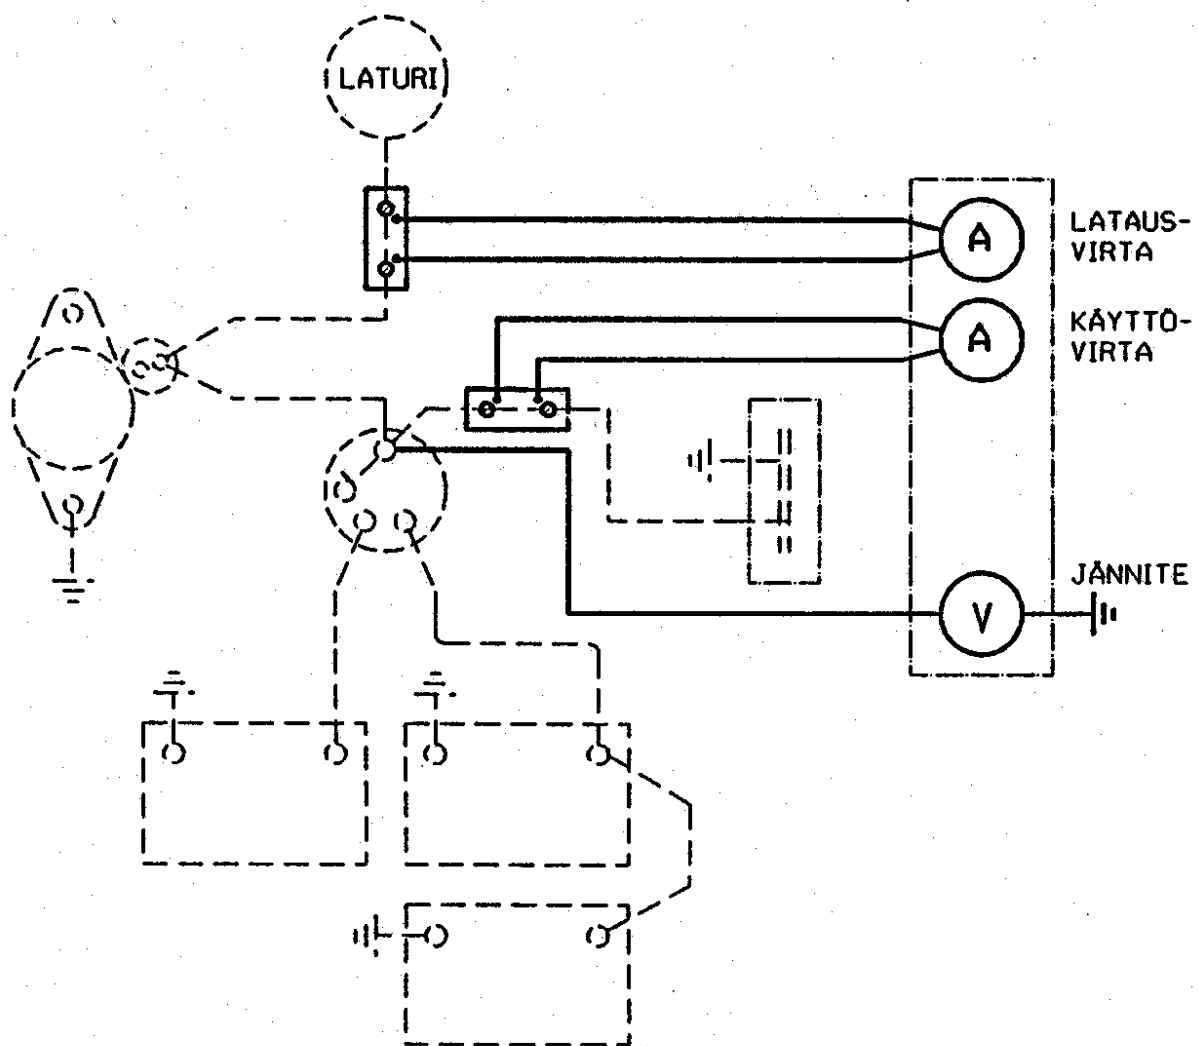 LATURI
A
LATAUS-
VIRTA
A
KÄYTTÖ-
VIRTA
V
JÄNNITE